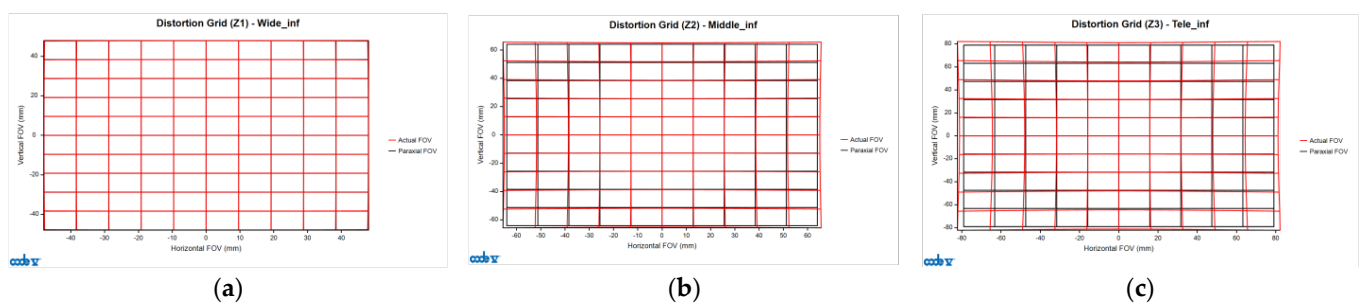 Distortion Grid (Z1) - Wide_inf
Vertical FOV (mm)
40
20
0
-20
-40
-40 -30 -20 -10 0 10 20 30 40
Horizontal FOV (mm)
Actual FOV
Paraxial FOV
code V
(a)
Distortion Grid (Z2) - Middle_inf
Vertical FOV (mm)
60
40
20
0
-20
-40
-60
-60 -50 -40 -30 -20 -10 0 10 20 30 40 50 60
Horizontal FOV (mm)
Actual FOV
Paraxial FOV
code V
(b)
Distortion Grid (Z3) - Tele_inf
Vertical FOV (mm)
80
60
40
20
0
-20
-40
-60
-80
-80 -60 -40 -20 0 20 40 60 80
Horizontal FOV (mm)
Actual FOV
Paraxial FOV
code V
(c)